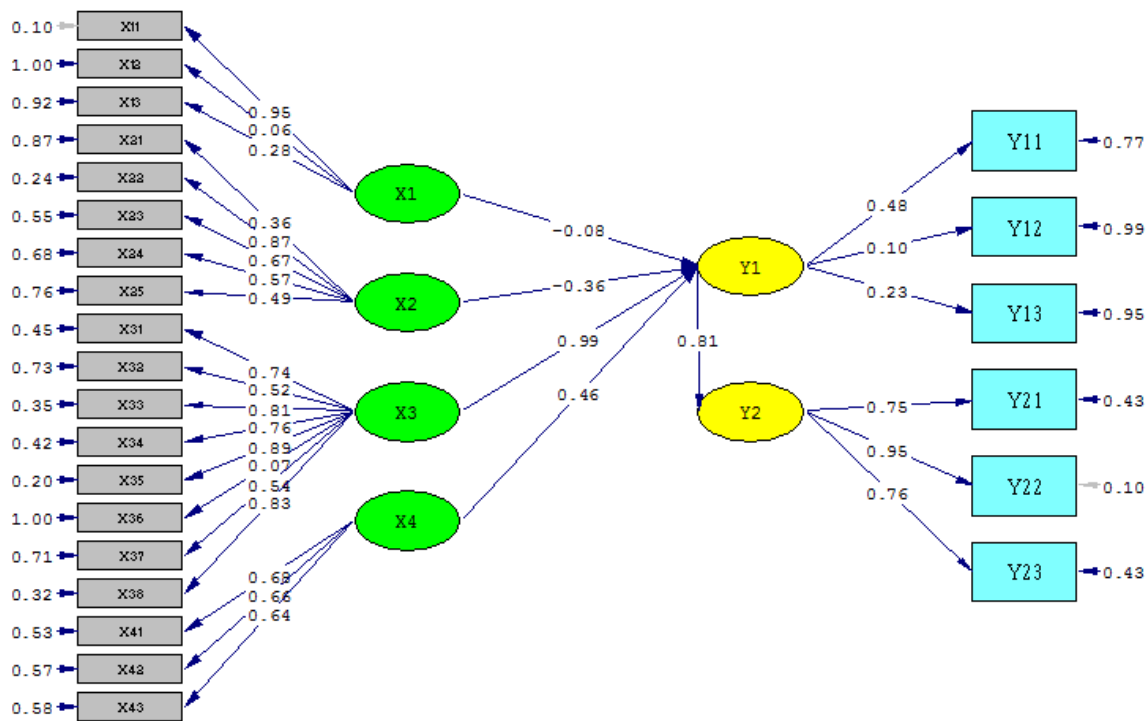 0.10 X11
1.00 X12
0.92 X13
0.87 X21
0.24 X22
0.55 X23
0.68 X24
0.76 X25
0.45 X31
0.73 X32
0.35 X33
0.42 X34
0.20 X35
1.00 X36
0.71 X37
0.32 X38
0.53 X41
0.57 X42
0.58 X43
0.95
0.06
0.28
0.36
0.87
0.67
0.57
0.49
0.74
0.52
0.81
0.76
0.89
0.07
0.54
0.83
0.68
0.66
0.64
X1
X2
X3
X4
-0.08
-0.36
0.99
0.46
Y1
0.81
Y2
0.48
0.10
0.23
0.75
0.95
0.76
Y11 0.77
Y12 0.99
Y13 0.95
Y21 0.43
Y22 0.10
Y23 0.43